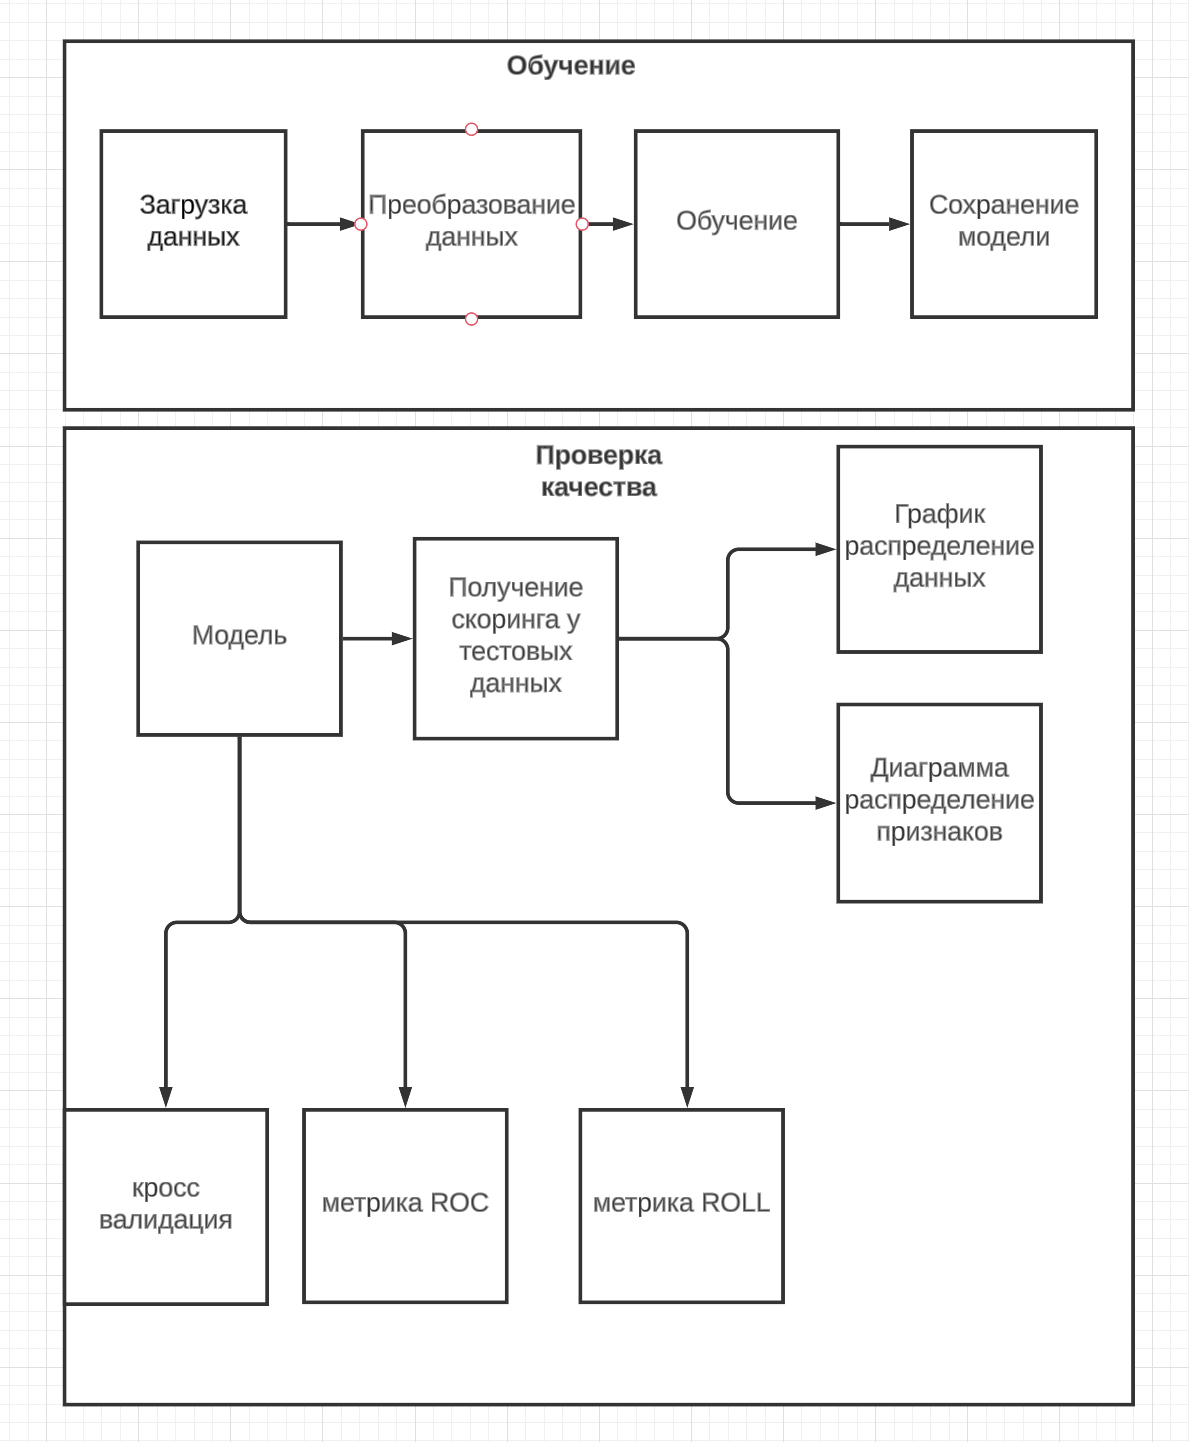 Обучение
Загрузка
данных
Преобразование
данных
Обучение
Сохранение
модели
Проверка
качества
Модель
Получение
скоринга у
тестовых
данных
График
распределение
данных
Диаграмма
распределение
признаков
кросс
валидация
метрика ROC
метрика ROLL